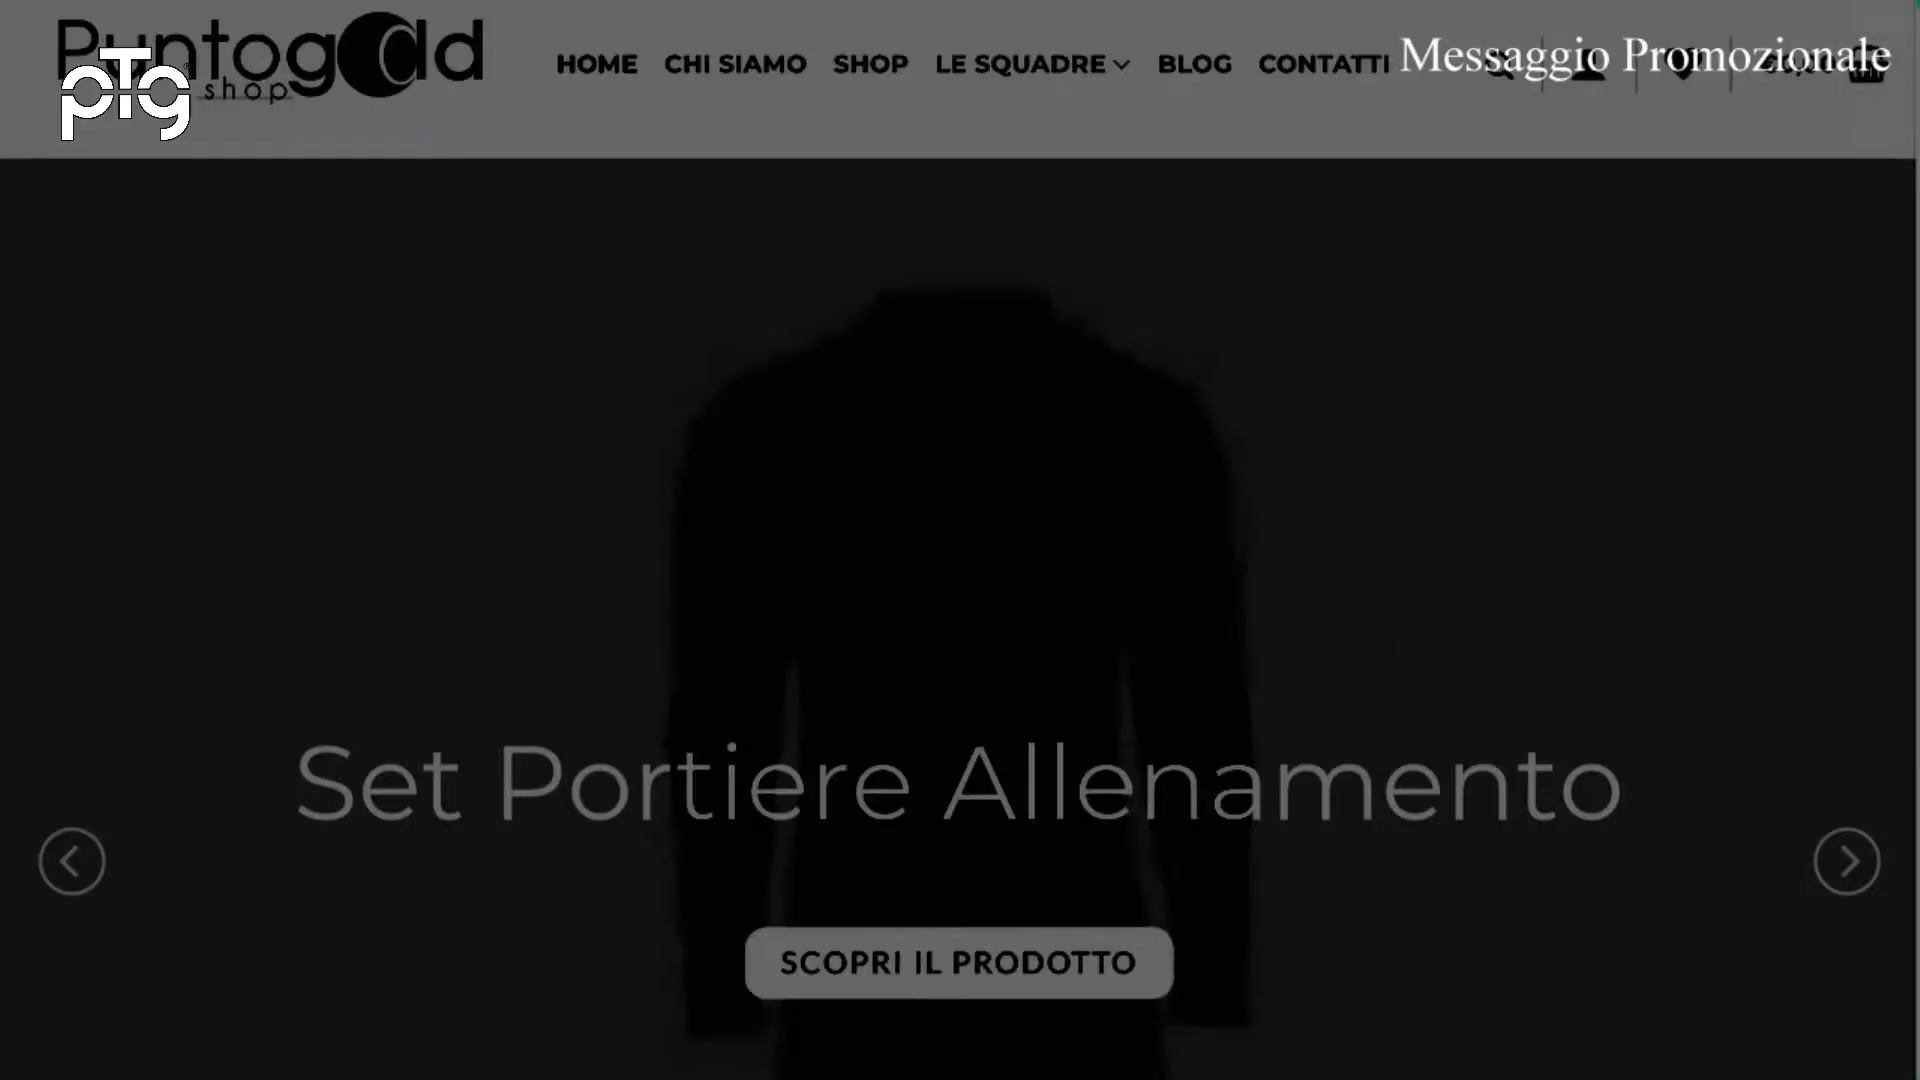 Puntogold
shop
pTg
HOME CHI SIAMO SHOP LE SQUADRE BLOG CONTATTI
Messaggio Promozionale
Set Portiere Allenamento
SCOPRI IL PRODOTTO